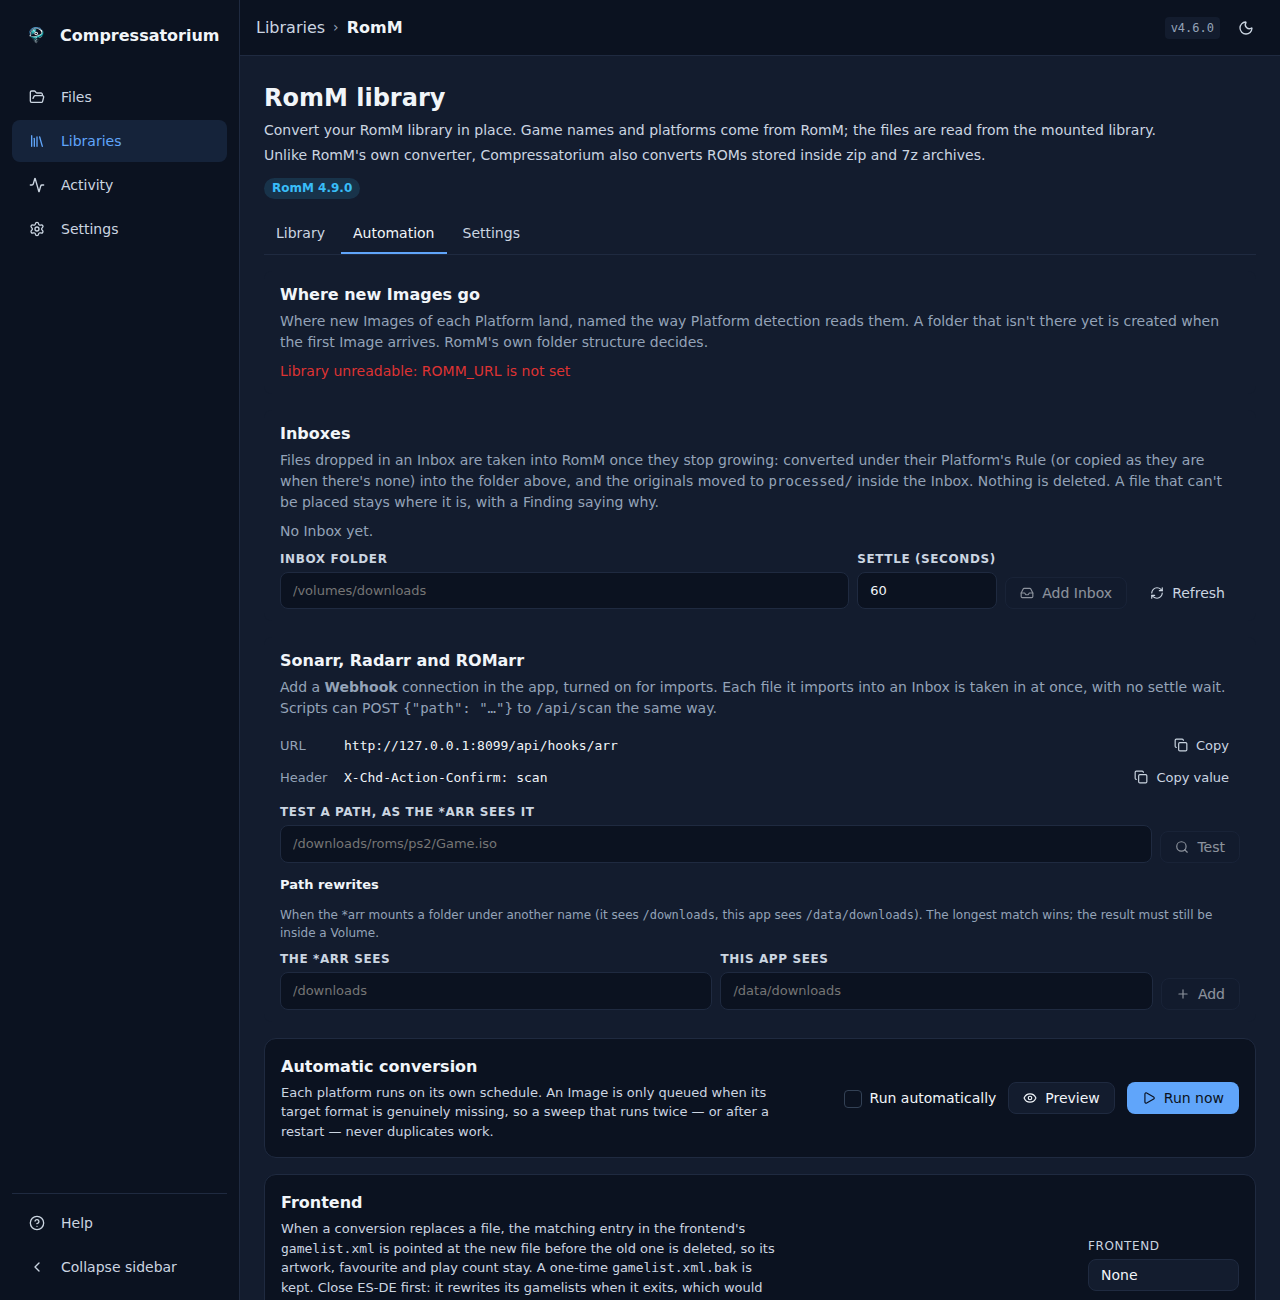 Compressatorium
Libraries › RomM
v4.6.0
Files
Libraries
Activity
Settings
RomM library
Convert your RomM library in place. Game names and platforms come from RomM; the files are read from the mounted library.
Unlike RomM's own converter, Compressatorium also converts ROMs stored inside zip and 7z archives.
RomM 4.9.0
Library
Automation
Settings
Where new Images go
Where new Images of each Platform land, named the way Platform detection reads them. A folder that isn't there yet is created when
the first Image arrives. RomM's own folder structure decides.
Library unreadable: ROMM_URL is not set
Inboxes
Files dropped in an Inbox are taken into RomM once they stop growing: converted under their Platform's Rule (or copied as they are
when there's none) into the folder above, and the originals moved to processed/ inside the Inbox. Nothing is deleted. A file that can't
be placed stays where it is, with a Finding saying why.
No Inbox yet.
INBOX FOLDER
SETTLE (SECONDS)
/volumes/downloads
60
Add Inbox
Refresh
Sonarr, Radarr and ROMarr
Add a Webhook connection in the app, turned on for imports. Each file it imports into an Inbox is taken in at once, with no settle wait.
Scripts can POST {"path": "…"} to /api/scan the same way.
URL
http://127.0.0.1:8099/api/hooks/arr
Copy
Header
X-Chd-Action-Confirm: scan
Copy value
TEST A PATH, AS THE *ARR SEES IT
/downloads/roms/ps2/Game.iso
Test
Path rewrites
When the *arr mounts a folder under another name (it sees /downloads, this app sees /data/downloads). The longest match wins; the result must still be
inside a Volume.
THE *ARR SEES
THIS APP SEES
/downloads
/data/downloads
Add
Automatic conversion
Each platform runs on its own schedule. An Image is only queued when its
target format is genuinely missing, so a sweep that runs twice — or after a
restart — never duplicates work.
Run automatically
Preview
Run now
Frontend
When a conversion replaces a file, the matching entry in the frontend's
gamelist.xml is pointed at the new file before the old one is deleted, so its
artwork, favourite and play count stay. A one-time gamelist.xml.bak is
kept. Close ES-DE first: it rewrites its gamelists when it exits, which would
FRONTEND
None
Help
Collapse sidebar